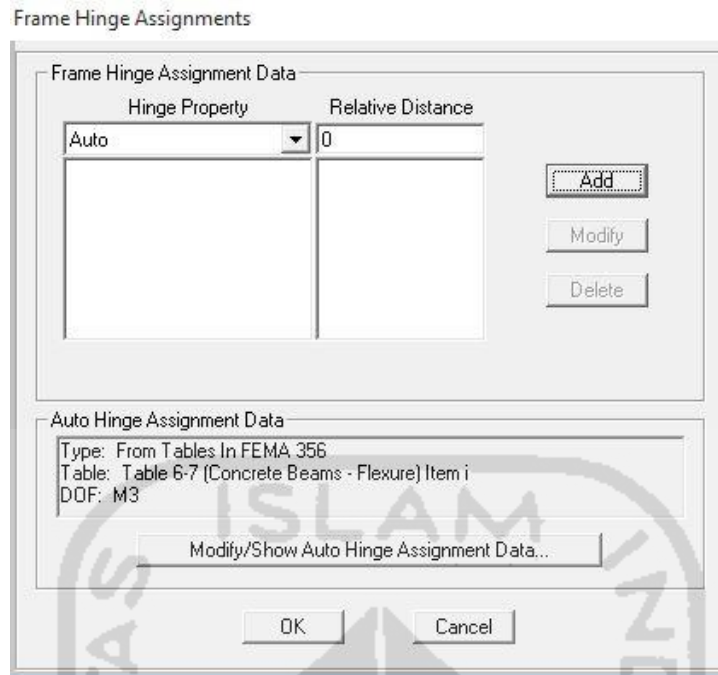 Frame Hinge Assignments
Frame Hinge Assignment Data
Hinge Property Relative Distance
Auto 0
Add
Modify
Delete
Auto Hinge Assignment Data
Type: From Tables In FEMA 356
Table: Table 6-7 (Concrete Beams - Flexure) Item i
DOF: M3
Modify/Show Auto Hinge Assignment Data...
OK Cancel
ISLAM